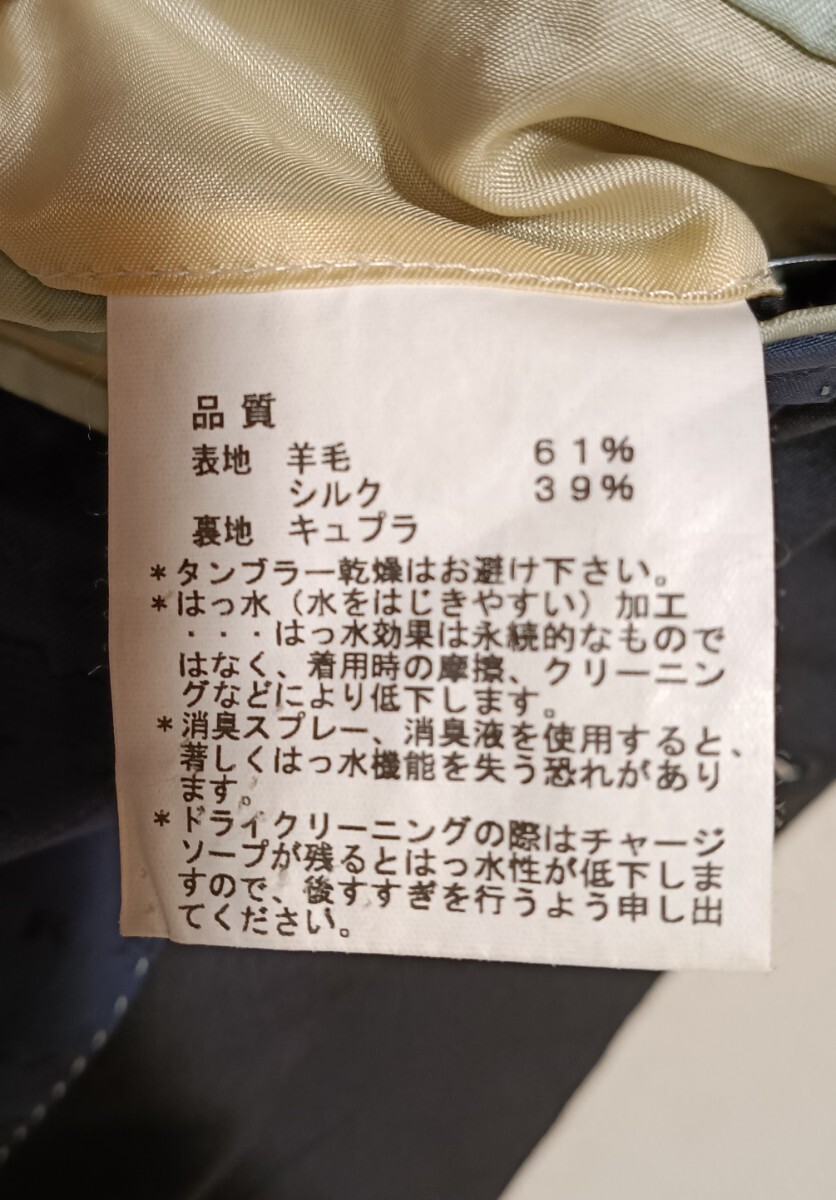 品質
表地 羊毛 61%
シルク 39%
裏地 キュプラ
*タンブラー乾燥はお避け下さい。
*はっ水(水をはじきやすい)加工
・・・はっ水効果は永続的なもので
はなく、着用時の摩擦、クリーニン
グなどにより低下します。
*消臭スプレー、消臭液を使用すると、
著しくはっ水機能を失う恐れがあり
ます。
*ドライクリーニングの際はチャージ
ソープが残るとはっ水性が低下しま
すので、後すすぎを行うよう申し出
てください。